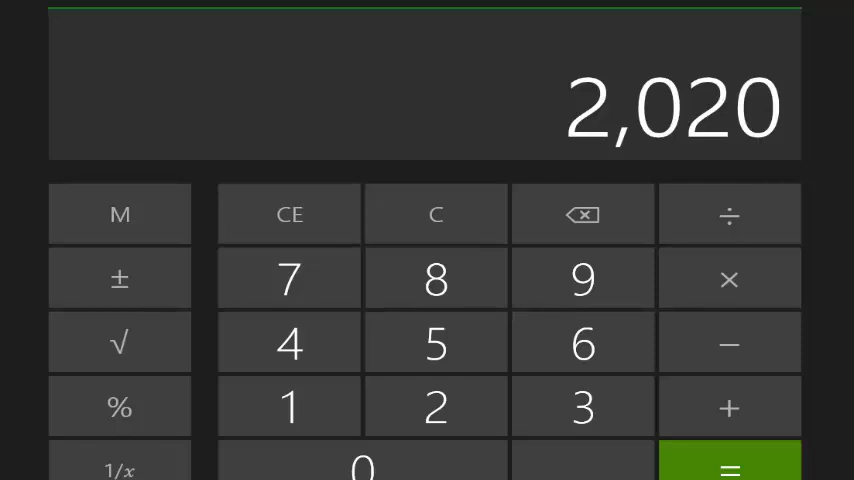 2,020
M CE C ÷
± 7 8 9 ×
√ 4 5 6 −
% 1 2 3 +
1/x 0 =